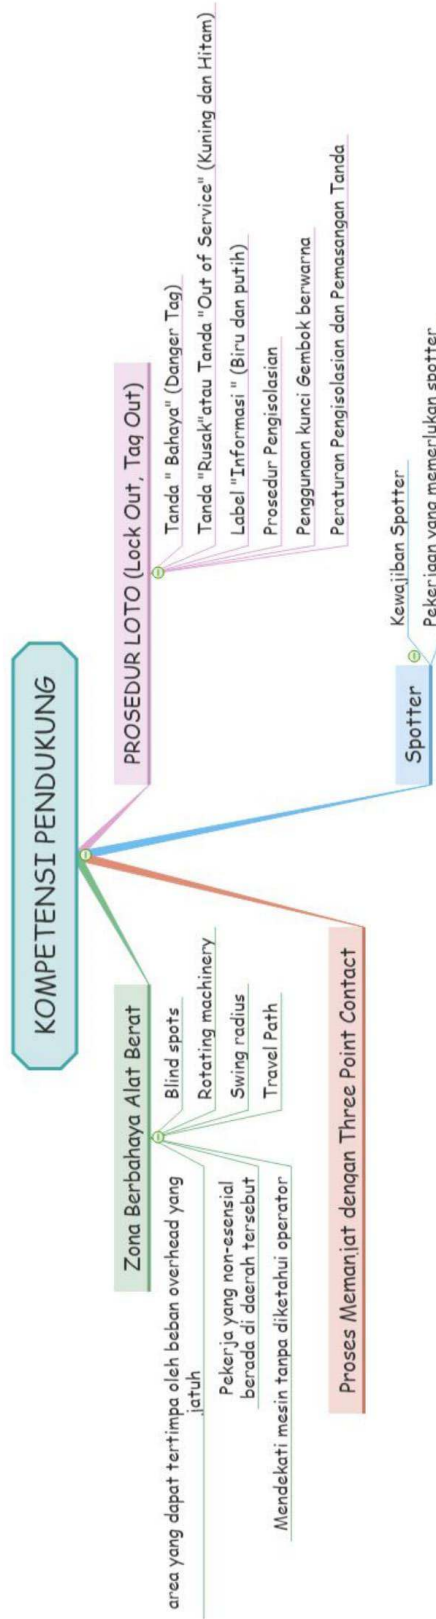 KOMPETENSI PENDUKUNG
Zona Berbahaya Alat Berat
area yang dapat tertimpa oleh beban overhead yang
jatuh
Pekerja yang non-esensial
berada di daerah tersebut
Mendekati mesin tanpa diketahui operator
Blind spots
Rotating machinery
Swing radius
Travel Path
Proses Memanjat dengan Three Point Contact
PROSEDUR LOTO (Lock Out, Tag Out)
Tanda " Bahaya" (Danger Tag)
Tanda "Rusak"atau Tanda "Out of Service" (Kuning dan Hitam)
Label "Informasi " (Biru dan putih)
Prosedur Pengisolasian
Penggunaan kunci Gembok berwarna
Peraturan Pengisolasian dan Pemasangan Tanda
Spotter
Kewajiban Spotter
Pekerjaan yang memerlukan spotter